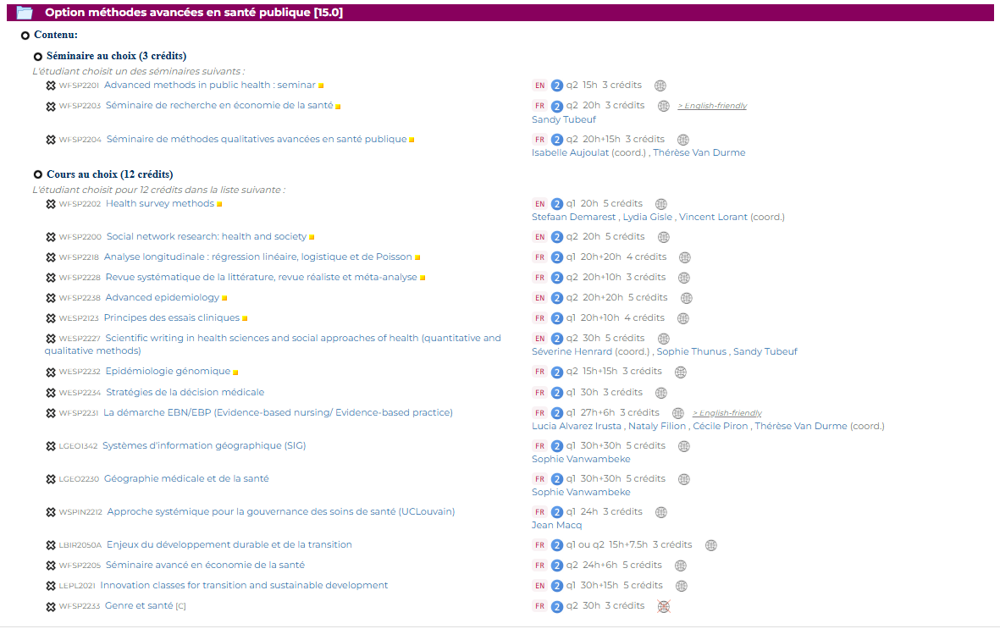 Option méthodes avancées en santé publique [15.0]
Contenu:
Séminaire au choix (3 crédits)
L'étudiant choisit un des séminaires suivants :
WFSP2201 Advanced methods in public health : seminar EN 2 q2 15h 3 crédits
WFSP2203 Séminaire de recherche en économie de la santé FR 2 q2 20h 3 crédits > English-friendly
Sandy Tubeuf
WFSP2204 Séminaire de méthodes qualitatives avancées en santé publique FR 2 q2 20h+15h 3 crédits
Isabelle Aujoulat (coord.) , Thérèse Van Durme
Cours au choix (12 crédits)
L'étudiant choisit pour 12 crédits dans la liste suivante :
WFSP2202 Health survey methods EN 2 q1 20h 5 crédits
Stefaan Demarest , Lydia Gisle , Vincent Lorant (coord.)
WFSP2200 Social network research: health and society EN 2 q2 20h 5 crédits
WFSP2218 Analyse longitudinale : régression linéaire, logistique et de Poisson FR 2 q1 20h+20h 4 crédits
WFSP2228 Revue systématique de la littérature, revue réaliste et méta-analyse FR 2 q2 20h+10h 3 crédits
WFSP2238 Advanced epidemiology EN 2 q2 20h+20h 5 crédits
WESP2123 Principes des essais cliniques FR 2 q1 20h+10h 4 crédits
WESP2227 Scientific writing in health sciences and social approaches of health (quantitative and EN 2 q2 30h 5 crédits
qualitative methods) Séverine Henrard (coord.) , Sophie Thunus , Sandy Tubeuf
WESP2232 Epidémiologie génomique FR 2 q2 15h+15h 3 crédits
WESP2234 Stratégies de la décision médicale FR 2 q1 30h 3 crédits
WFSP2231 La démarche EBN/EBP (Evidence-based nursing/ Evidence-based practice) FR 2 q1 27h+6h 3 crédits > English-friendly
Lucia Alvarez Irusta , Nataly Filion , Cécile Piron , Thérèse Van Durme (coord.)
LGEO1342 Systèmes d'information géographique (SIG) FR 2 q1 30h+30h 5 crédits
Sophie Vanwambeke
LGEO2230 Géographie médicale et de la santé FR 2 q1 30h+30h 5 crédits
Sophie Vanwambeke
WSPIN2212 Approche systémique pour la gouvernance des soins de santé (UCLouvain) FR 2 q1 24h 3 crédits
Jean Macq
LBIR2050A Enjeux du développement durable et de la transition FR 2 q1 ou q2 15h+7.5h 3 crédits
WFSP2205 Séminaire avancé en économie de la santé FR 2 q2 24h+6h 5 crédits
LEPL2021 Innovation classes for transition and sustainable development EN 2 q1 30h+15h 5 crédits
WFSP2233 Genre et santé [C] FR 2 q2 30h 3 crédits